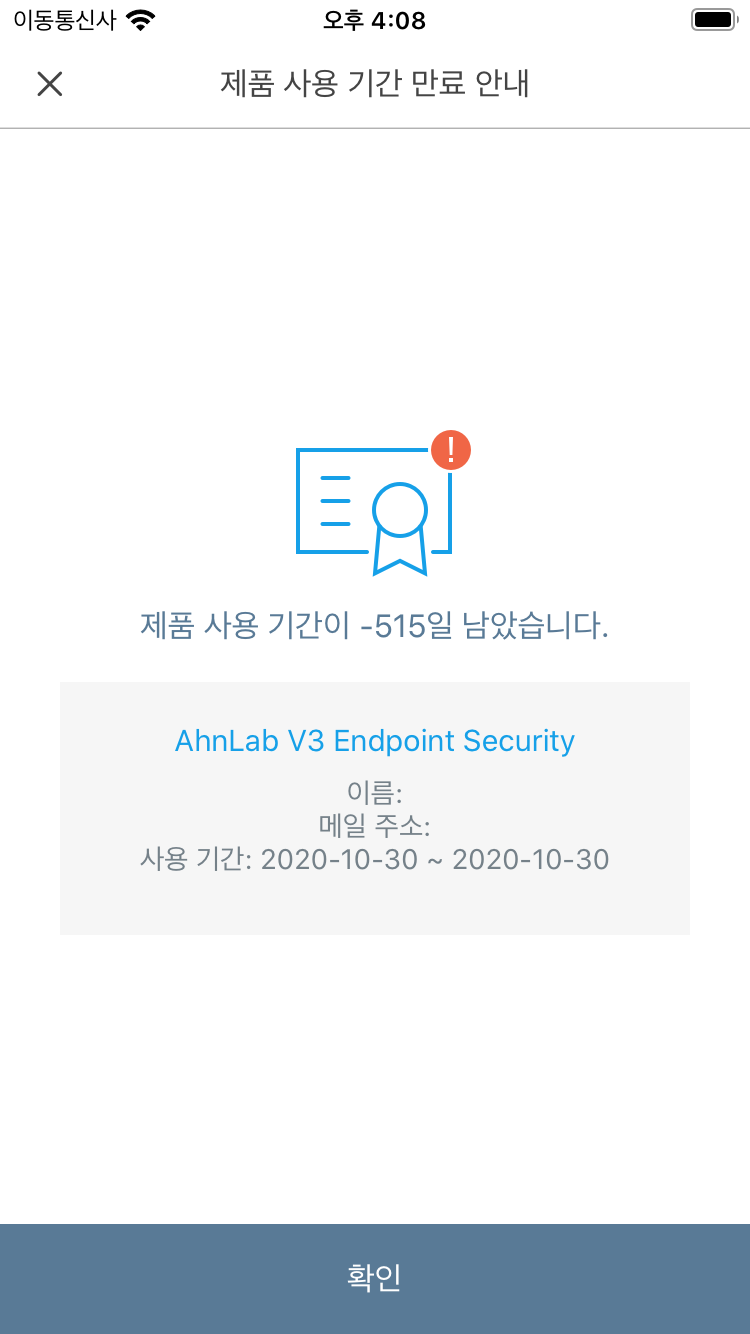 이동통신사 오후 4:08
제품 사용 기간 만료 안내
!
제품 사용 기간이 -515일 남았습니다.
AhnLab V3 Endpoint Security
이름:
메일 주소:
사용 기간: 2020-10-30 ~ 2020-10-30
확인